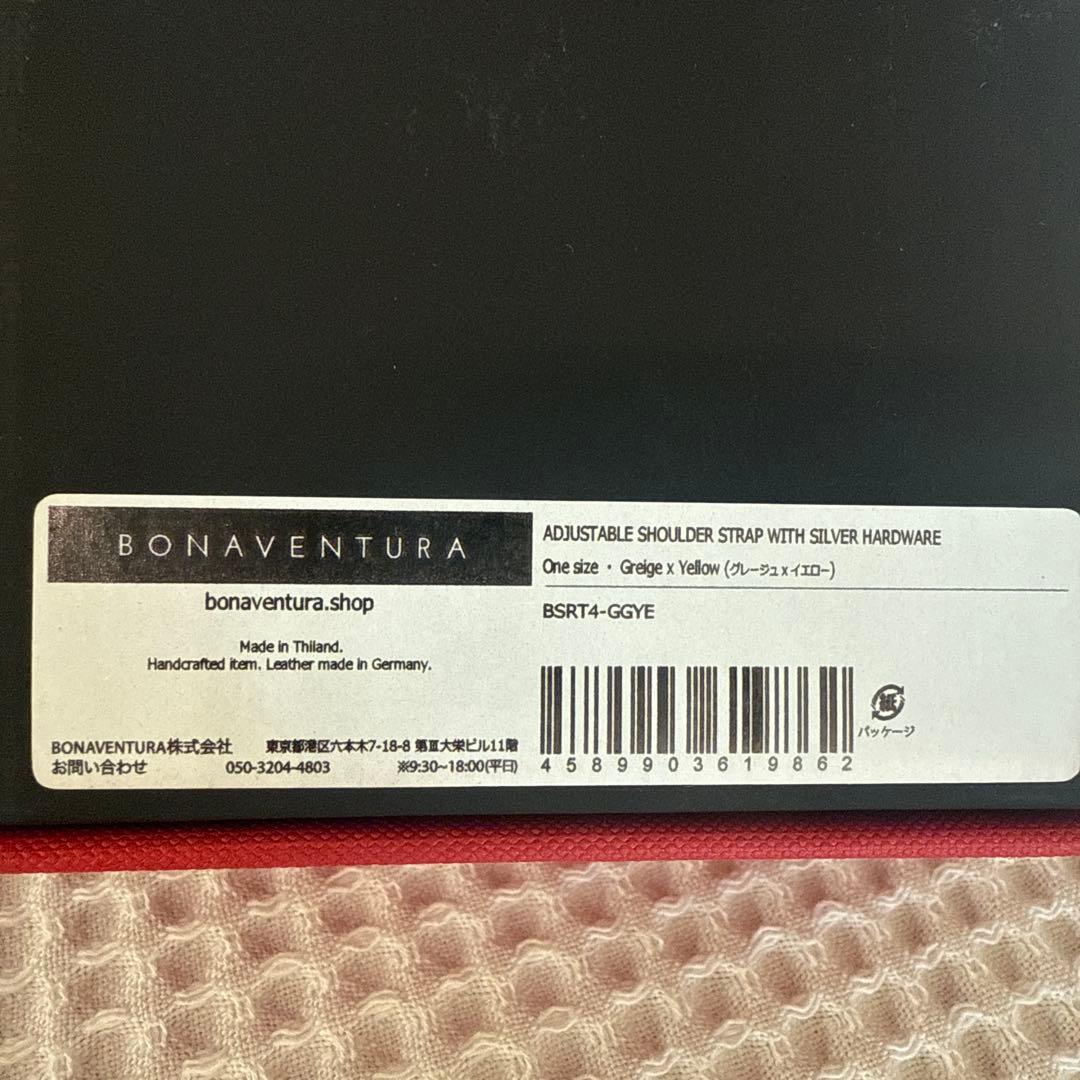 BONAVENTURA
bonaventura.shop
Made in Thiland.
Handcrafted item. Leather made in Germany.
BONAVENTURA株式会社 東京都港区六本木7-18-8 第Ⅲ大栄ビル11階
お問い合わせ 050-3204-4803 ※9:30~18:00(平日)
ADJUSTABLE SHOULDER STRAP WITH SILVER HARDWARE
One size ・ Greige x Yellow (グレージュxイエロー)
BSRT4-GGYE
4589903619862
紙
パッケージ